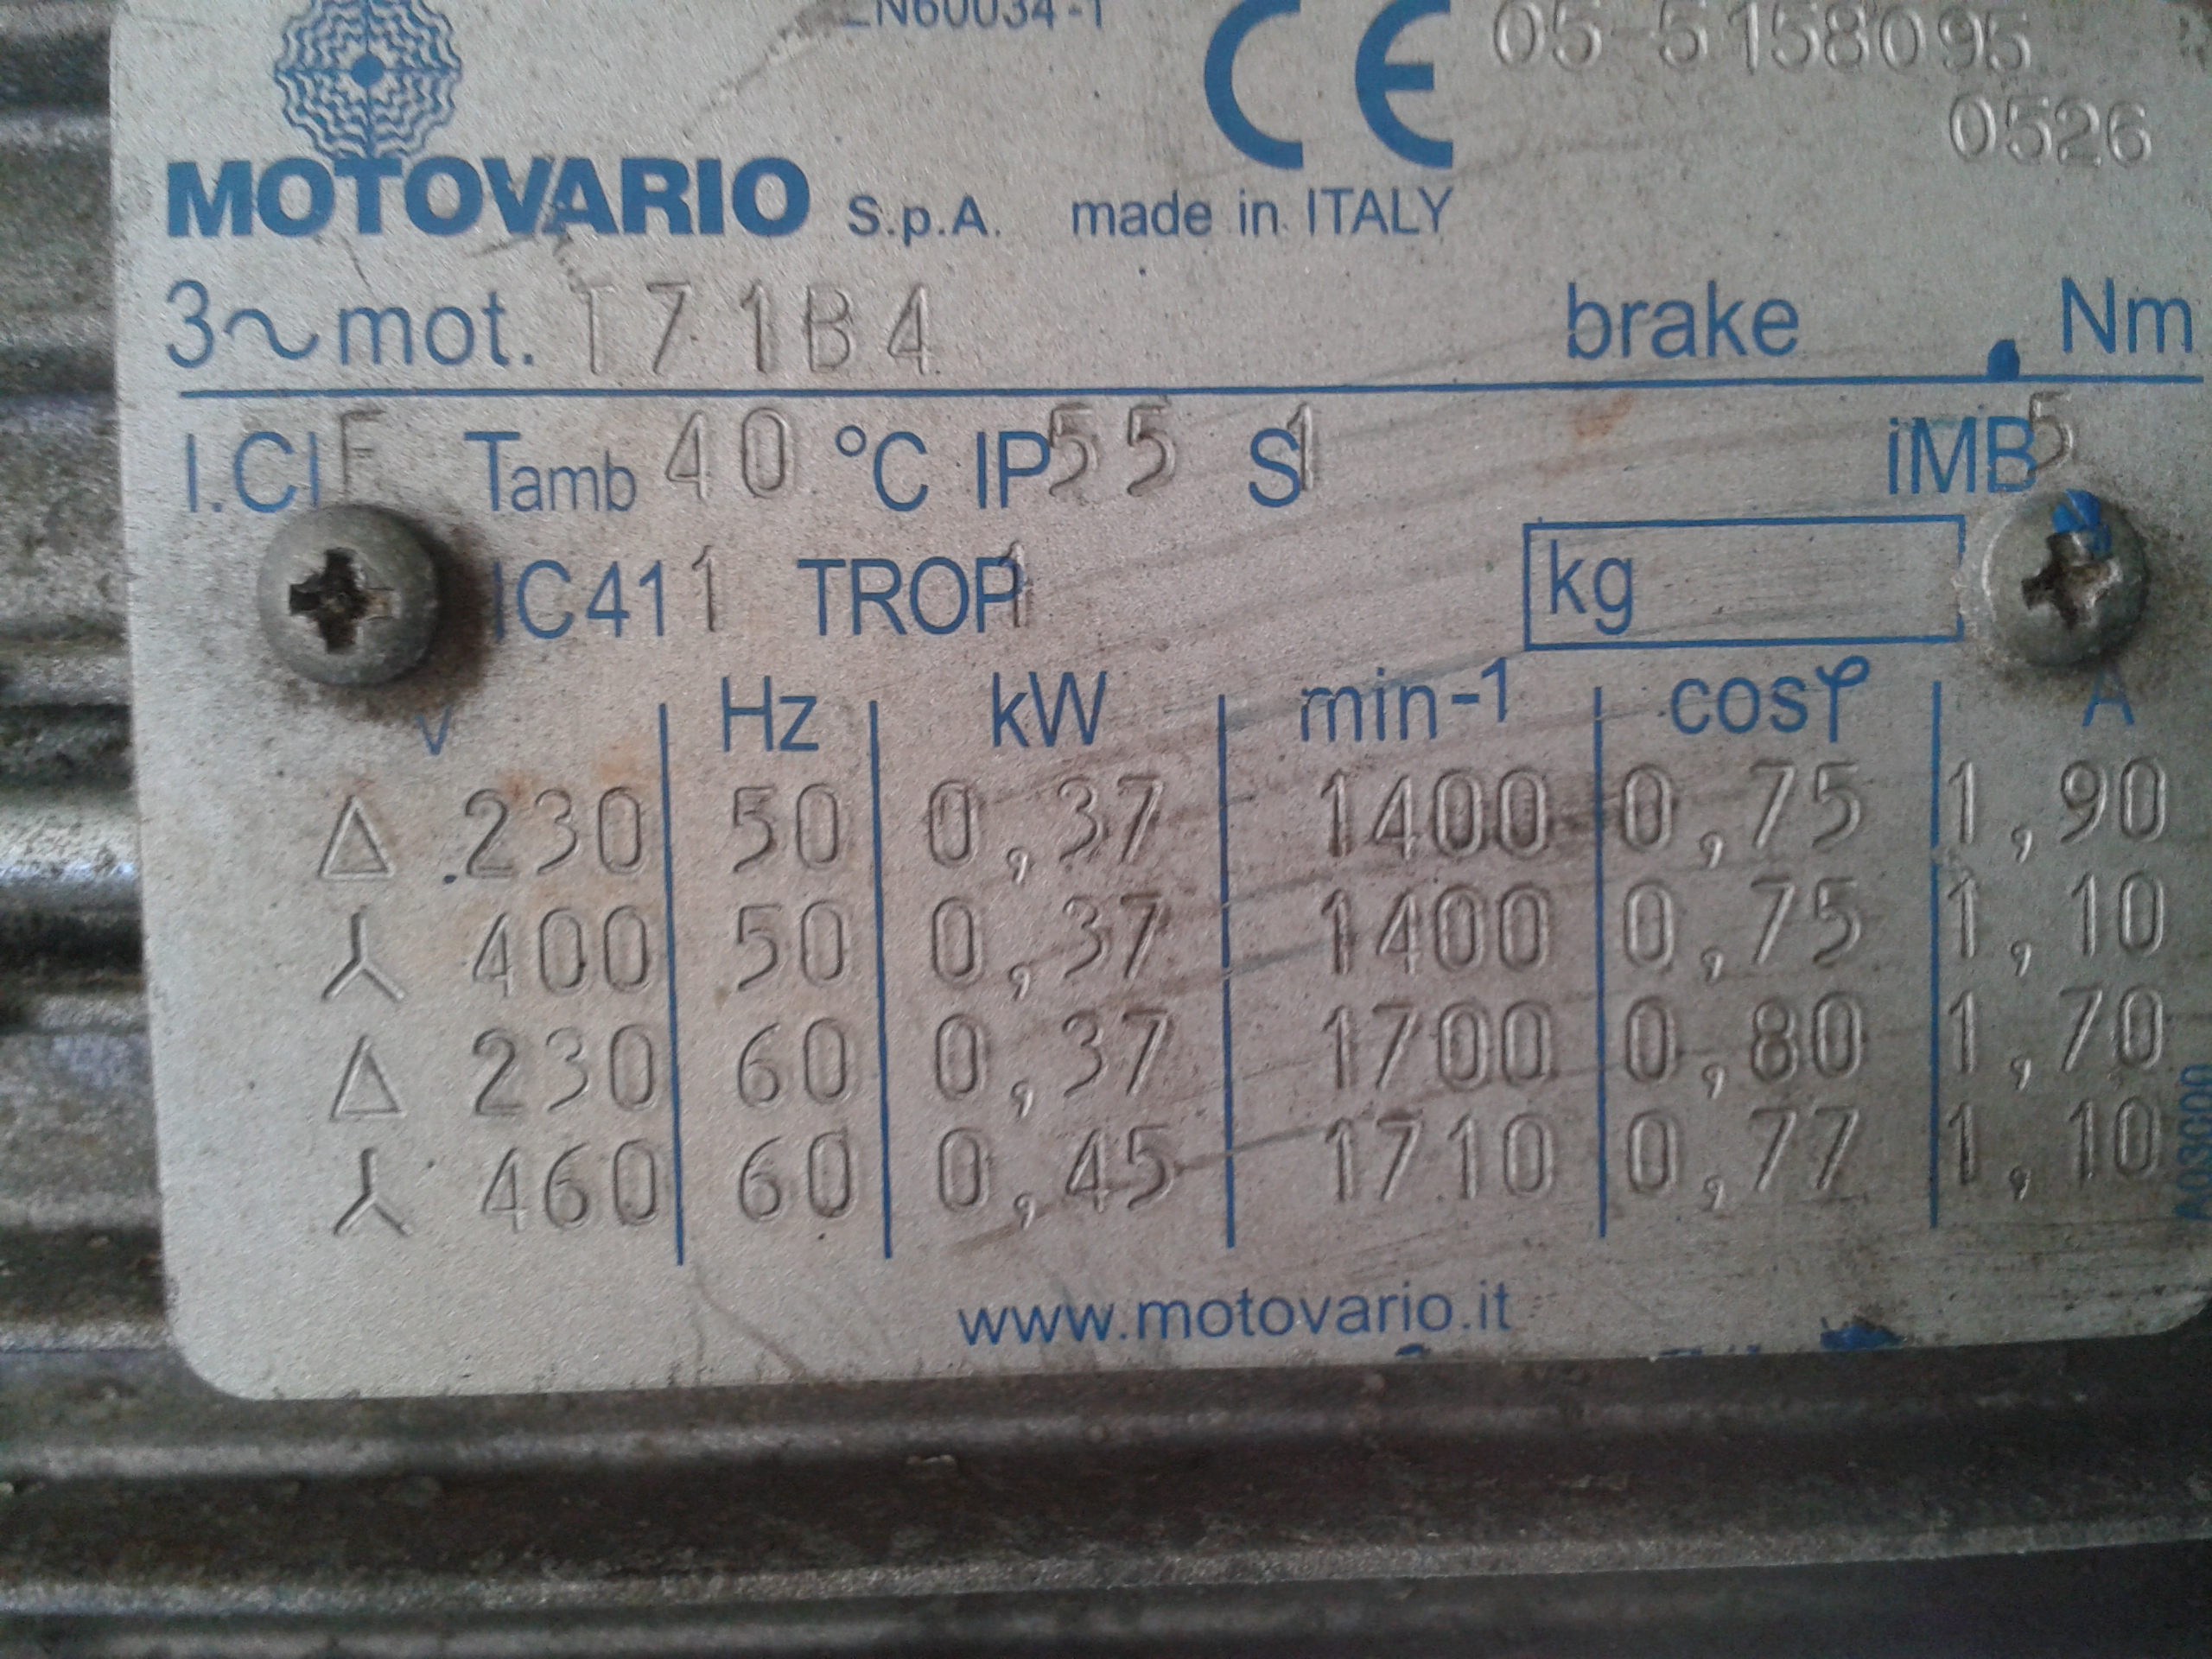 EN60034-1
05-5158095
0526
MOTOVARIO S.p.A. made in ITALY
CE
3~mot. T71B4 brake Nm
I.Cl F Tamb 40 °C IP55 S1 iMB5
IC411 TROP1 kg
V Hz kW min-1 cosφ A
Δ 230 50 0,37 1400 0,75 1,90
Y 400 50 0,37 1400 0,75 1,10
Δ 230 60 0,37 1700 0,80 1,70
Y 460 60 0,45 1710 0,77 1,10
www.motovario.it